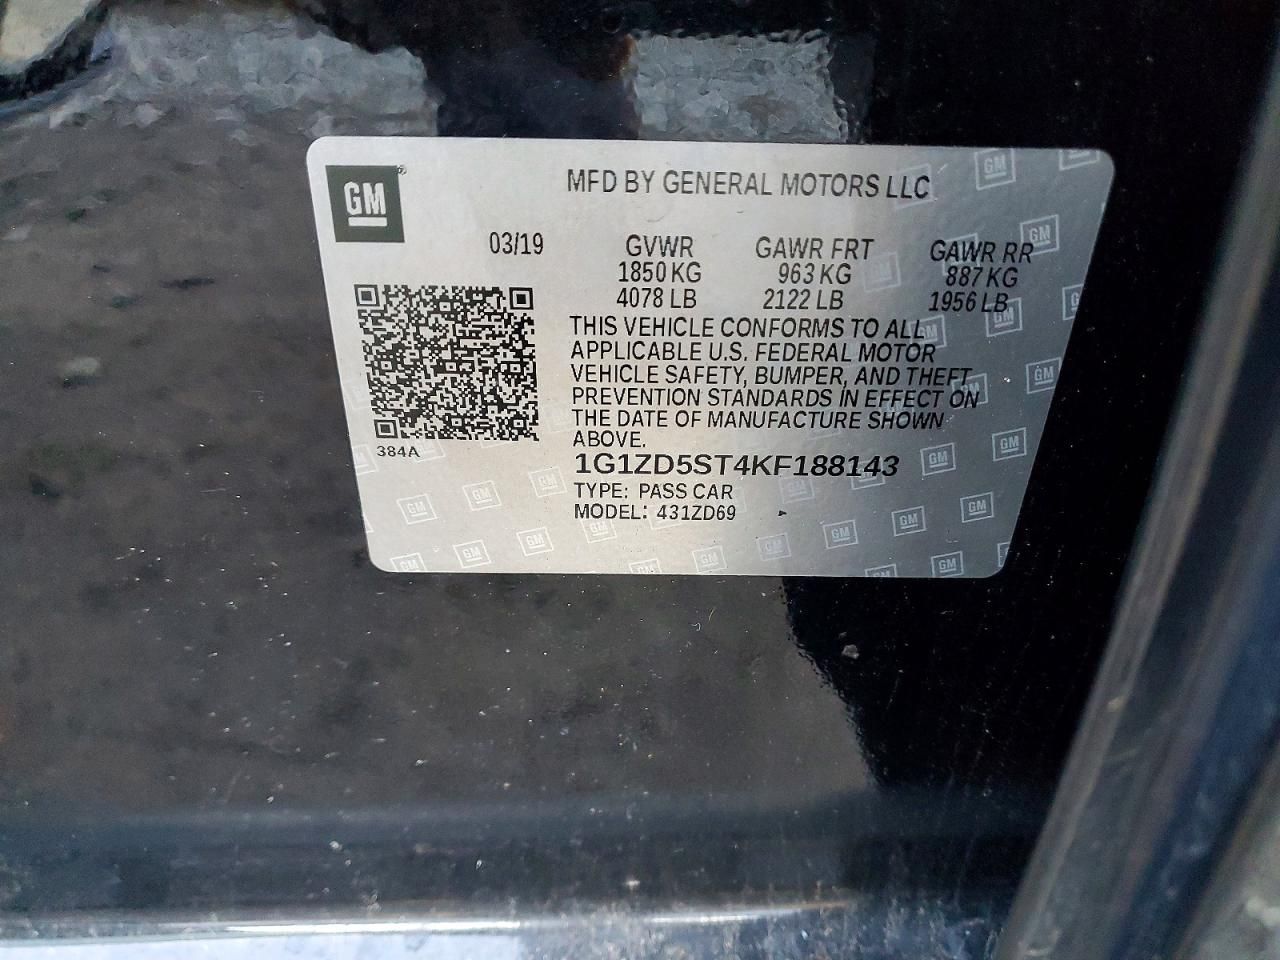 GM
MFD BY GENERAL MOTORS LLC
03/19 GVWR GAWR FRT GAWR RR
1850 KG 963 KG 887 KG
4078 LB 2122 LB 1956 LB
THIS VEHICLE CONFORMS TO ALL
APPLICABLE U.S. FEDERAL MOTOR
VEHICLE SAFETY, BUMPER, AND THEFT
PREVENTION STANDARDS IN EFFECT ON
THE DATE OF MANUFACTURE SHOWN
ABOVE.
384A
1G1ZD5ST4KF188143
TYPE: PASS CAR
MODEL: 431ZD69